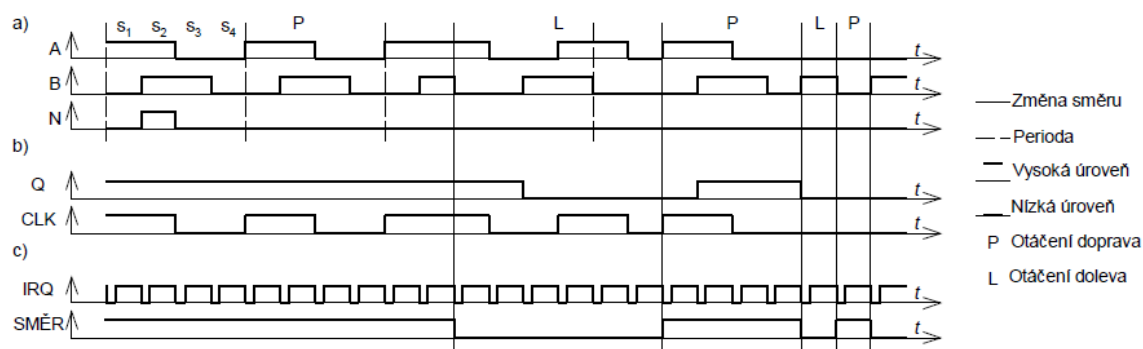 a) s₁ s₂ s₃ s₄ P L P L P
A t
B t
N t
b)
Q t
CLK t
c)
IRQ t
SMĚR t
Změna směru
Perioda
Vysoká úroveň
Nízká úroveň
P Otáčení doprava
L Otáčení doleva